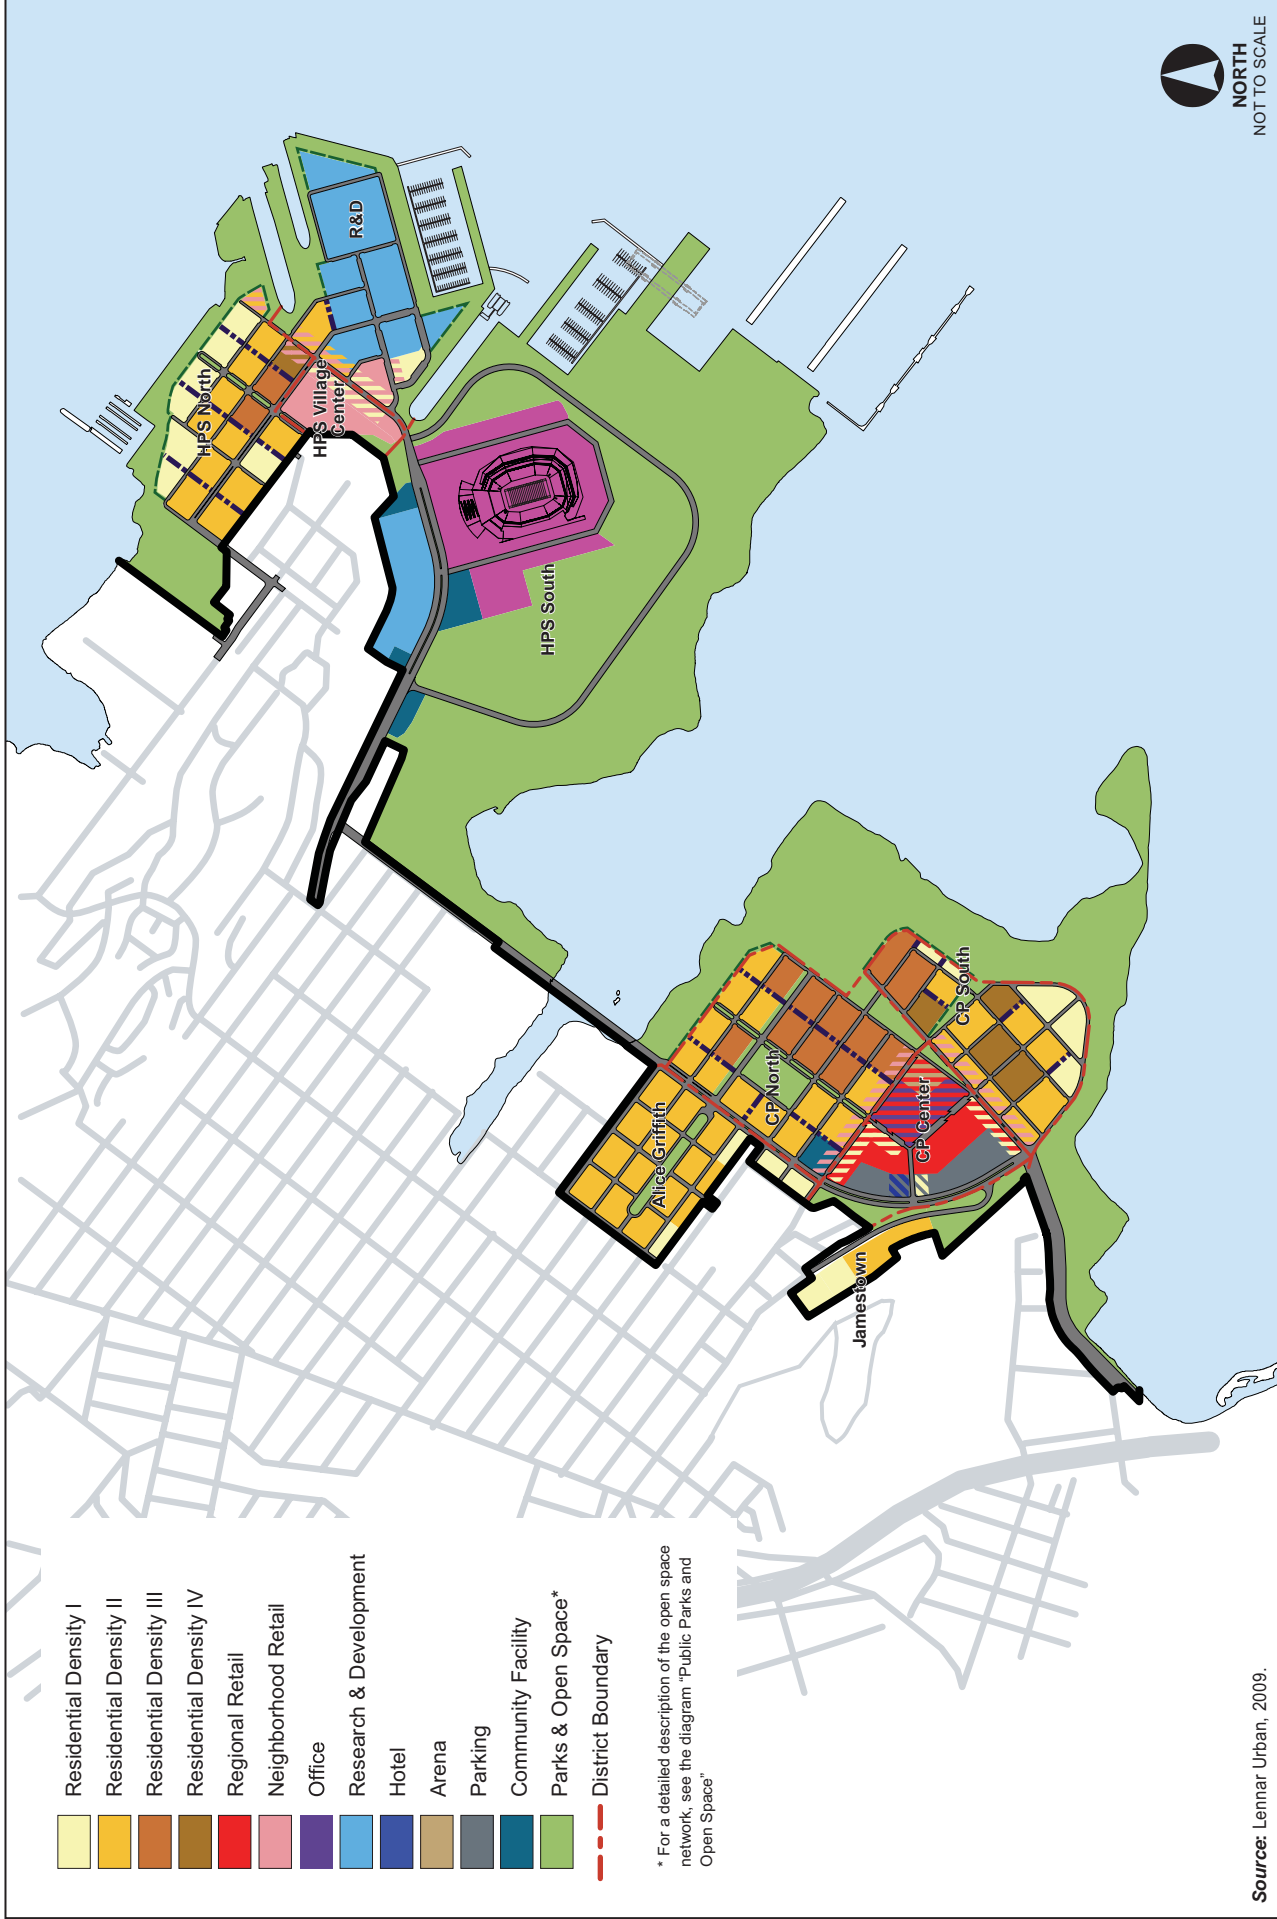 Residential Density I
Residential Density II
Residential Density III
Residential Density IV
Regional Retail
Neighborhood Retail
Office
Research & Development
Hotel
Arena
Parking
Community Facility
Parks & Open Space*
District Boundary
* For a detailed description of the open space
network, see the diagram “Public Parks and
Open Space”
HPS North
HPS Village
Center
R&D
HPS South
Alice Griffith
CP North
CP Center
CP South
Jamestown
NORTH
NOT TO SCALE
Source: Lennar Urban, 2009.